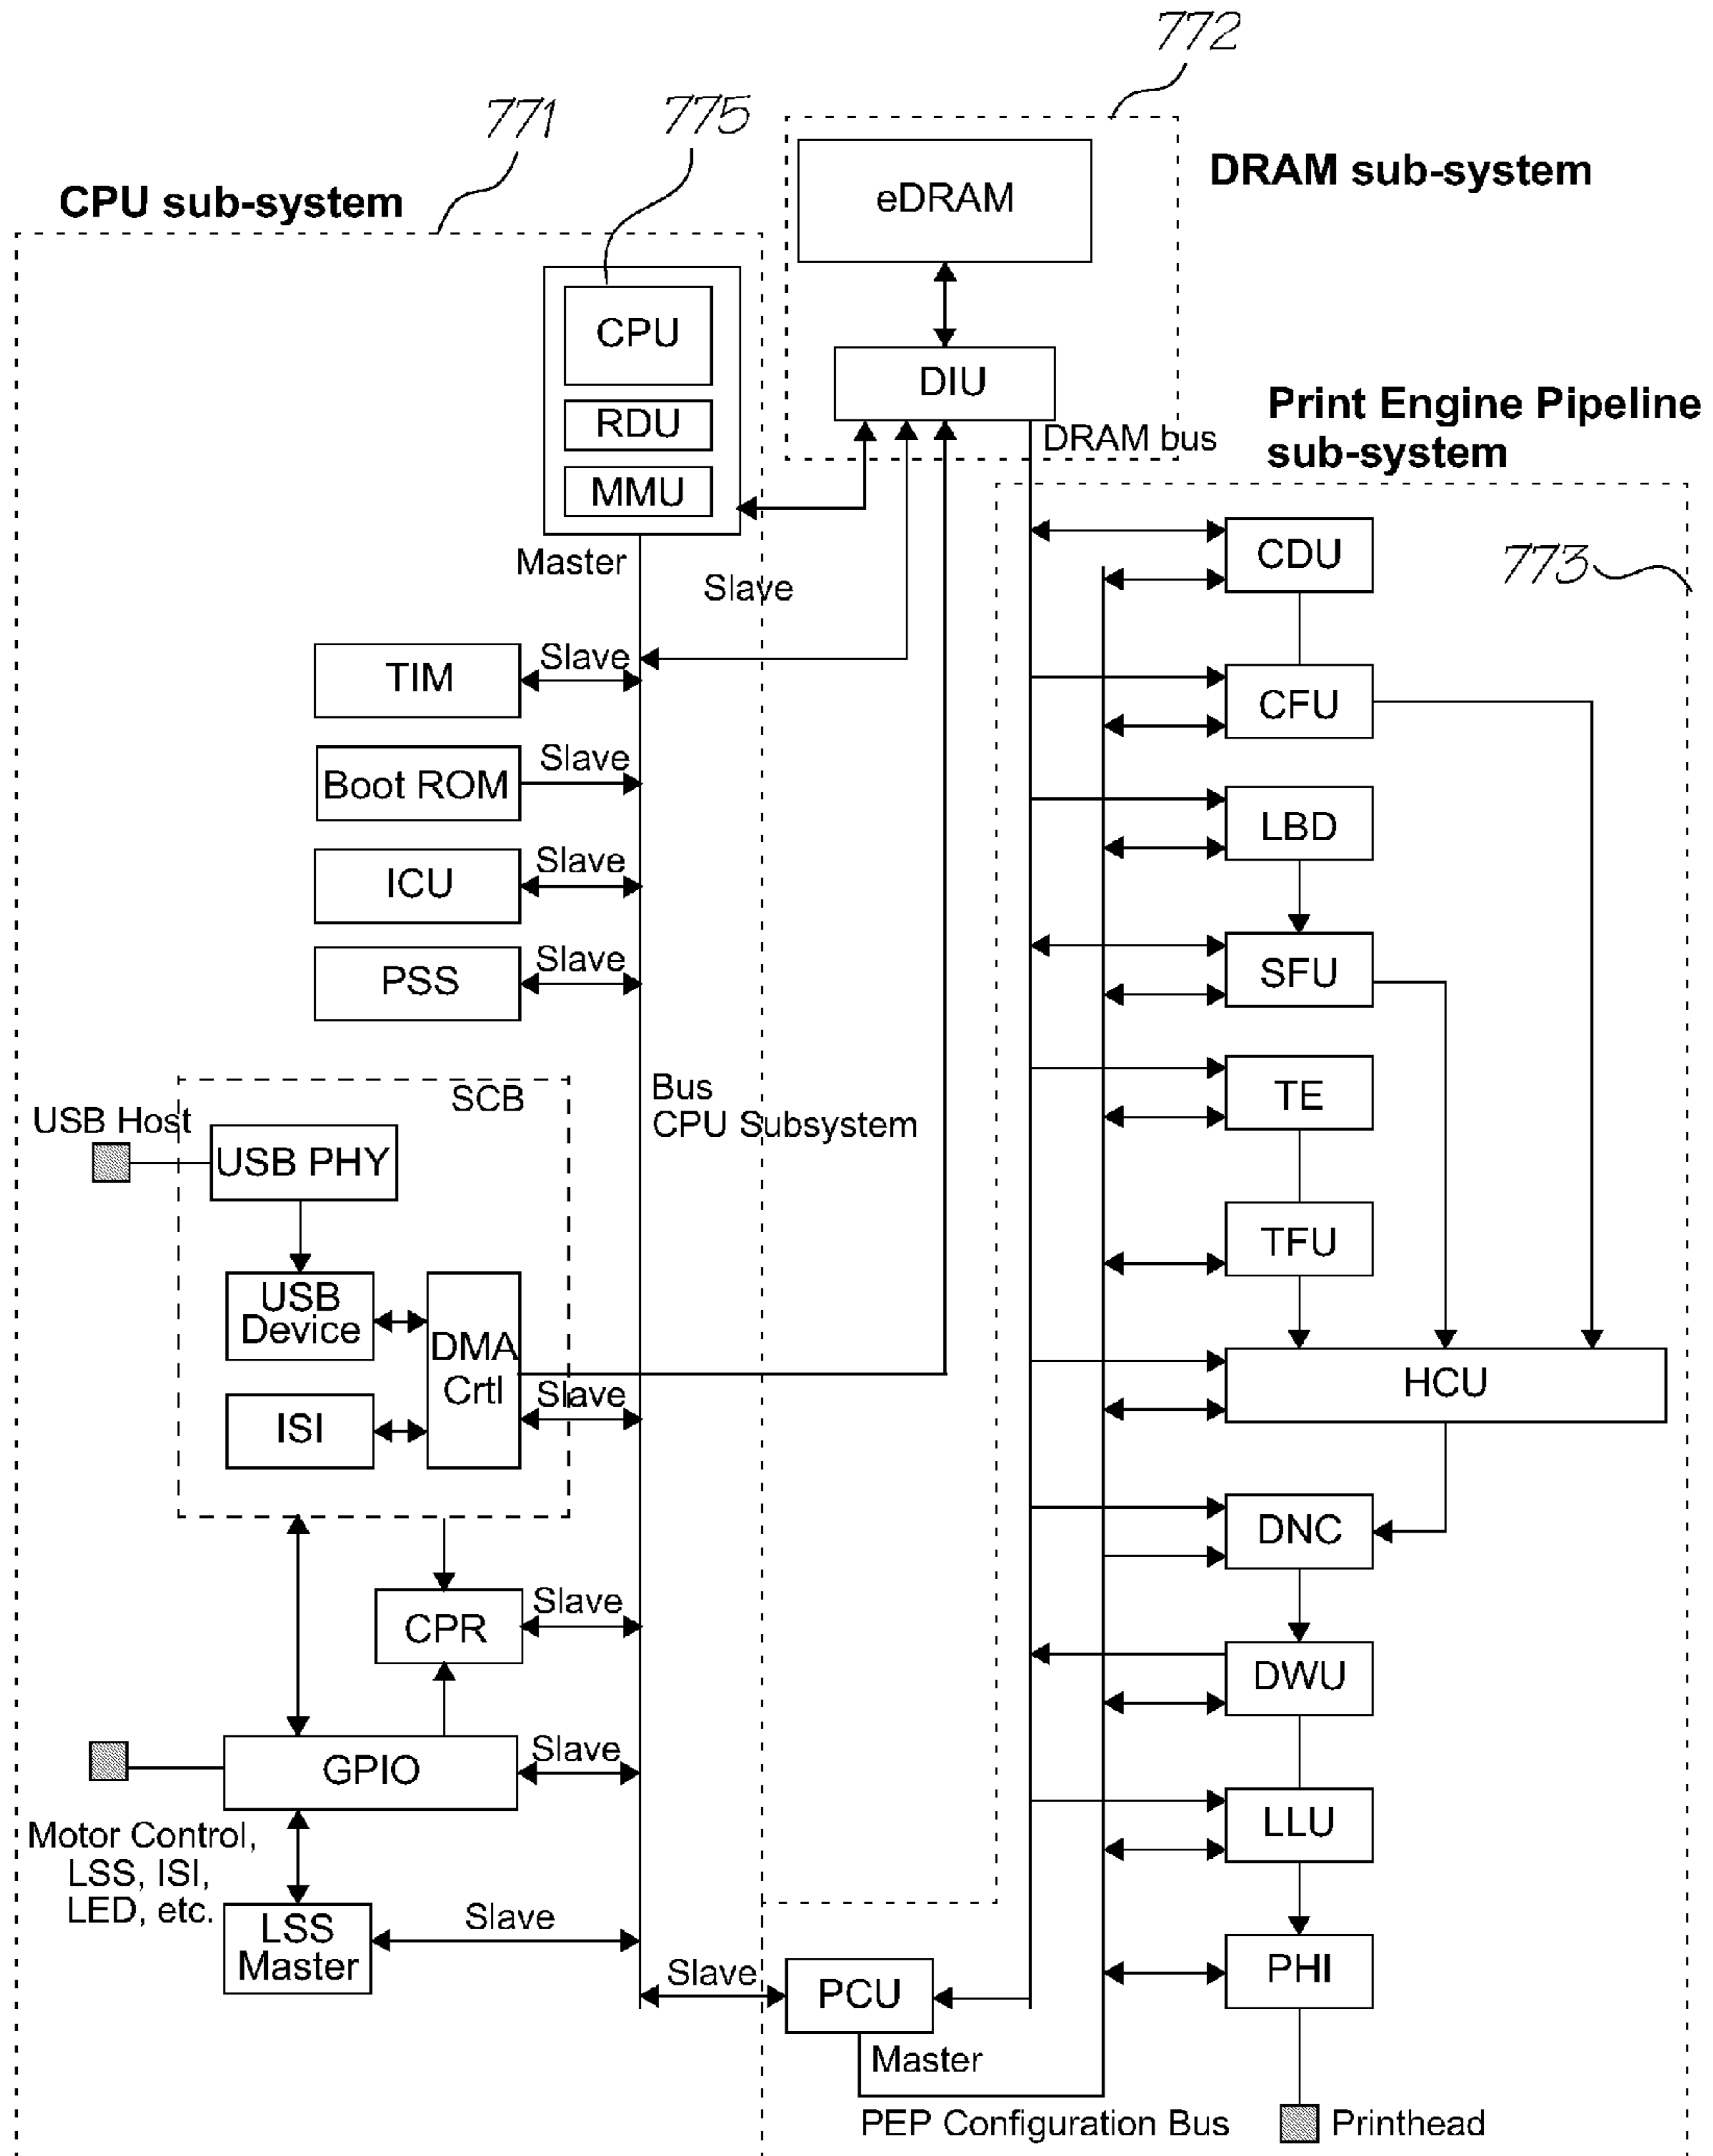 772
771
775
DRAM sub-system
CPU sub-system
eDRAM
CPU
DIU
RDU
DRAM bus
MMU
Print Engine Pipeline
sub-system
Master
Slave
CDU
773
TIM
Slave
CFU
Boot ROM
Slave
LBD
ICU
Slave
PSS
Slave
SFU
SCB
Bus
CPU Subsystem
TE
USB Host
USB PHY
TFU
USB
Device
DMA
Crtl
Slave
HCU
ISI
DNC
CPR
Slave
DWU
GPIO
Slave
Motor Control,
LSS, ISI,
LED, etc.
LLU
LSS
Master
Slave
Slave
PCU
PHI
Master
PEP Configuration Bus
Printhead